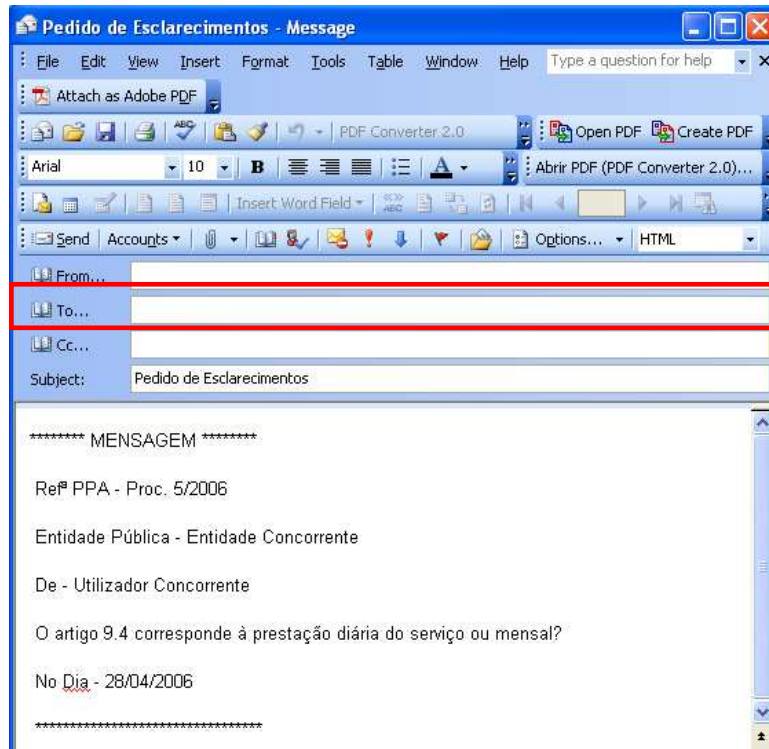 Pedido de Esclarecimentos - Message
File Edit View Insert Format Tools Table Window Help Type a question for help
Attach as Adobe PDF
PDF Converter 2.0 Open PDF Create PDF
Arial 10 B A Abrir PDF (PDF Converter 2.0)...
Insert Word Field
Send Accounts Options... HTML
From...
To...
Cc...
Subject: Pedido de Esclarecimentos
******** MENSAGEM ********
Refª PPA - Proc. 5/2006
Entidade Pública - Entidade Concorrente
De - Utilizador Concorrente
O artigo 9.4 corresponde à prestação diária do serviço ou mensal?
No Dia - 28/04/2006
**********************************